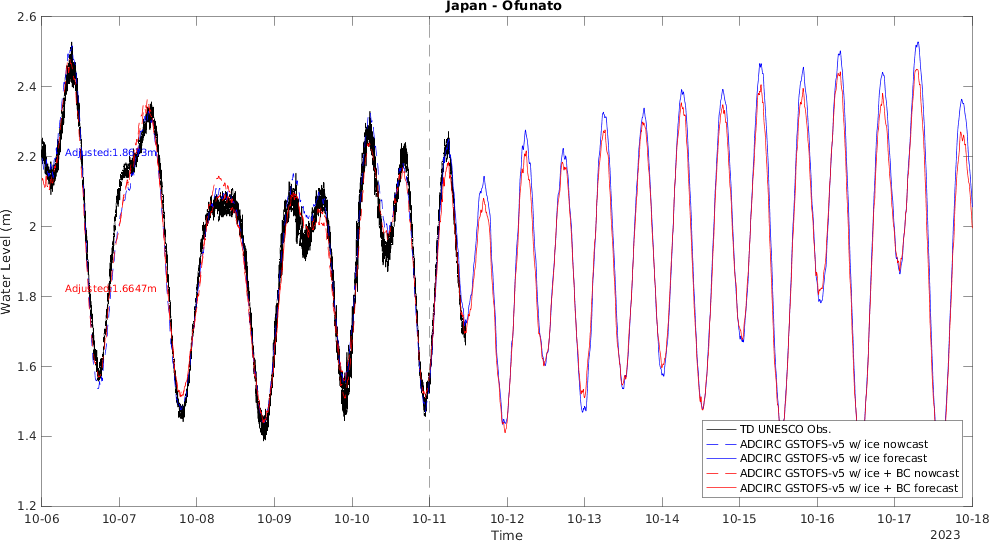 Japan - Ofunato
2.6
2.4
2.2
2
1.8
1.6
1.4
1.2
Water Level (m)
Adjusted:1.8673m
Adjusted:1.6647m
TD UNESCO Obs.
ADCIRC GSTOFS-v5 w/ ice nowcast
ADCIRC GSTOFS-v5 w/ ice forecast
ADCIRC GSTOFS-v5 w/ ice + BC nowcast
ADCIRC GSTOFS-v5 w/ ice + BC forecast
10-06 10-07 10-08 10-09 10-10 10-11 10-12 10-13 10-14 10-15 10-16 10-17 10-18
Time
2023